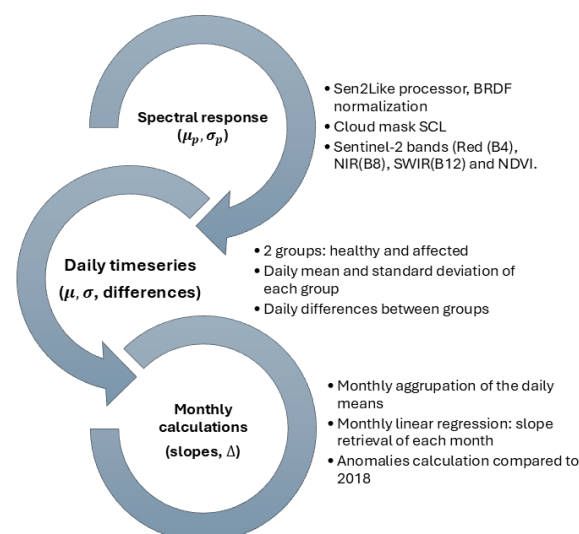 Spectral response
(μₚ, σₚ)
• Sen2Like processor, BRDF
normalization
• Cloud mask SCL
• Sentinel-2 bands (Red (B4),
NIR(B8), SWIR(B12) and NDVI.
Daily timeseries
(μ, σ, differences)
• 2 groups: healthy and affected
• Daily mean and standard deviation of
each group
• Daily differences between groups
Monthly
calculations
(slopes, Δ)
• Monthly aggrupation of the daily
means
• Monthly linear regression: slope
retrieval of each month
• Anomalies calculation compared to
2018